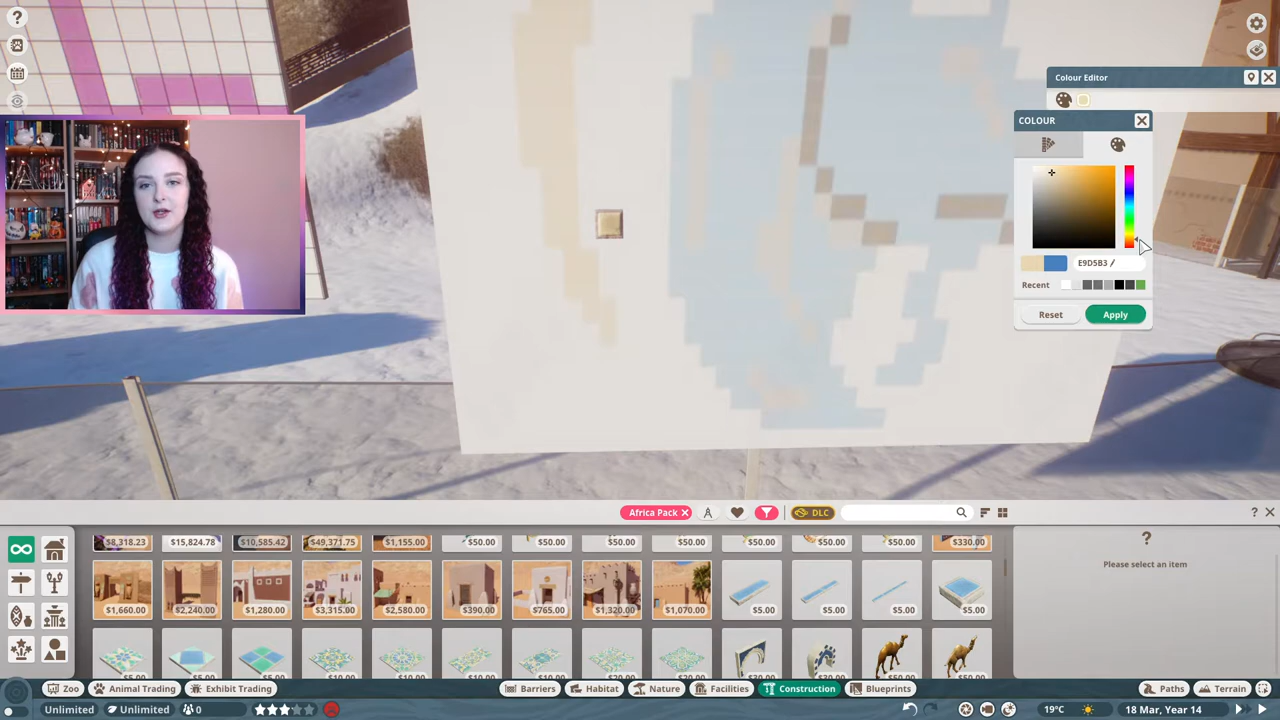 Colour Editor
COLOUR
E9D5B3 /
Recent
Reset
Apply
Africa Pack
DLC
?
$8,318.23
$15,824.78
$10,585.42
$49,371.75
$1,155.00
$50.00
$50.00
$50.00
$50.00
$50.00
$50.00
$50.00
$330.00
$1,660.00
$2,240.00
$1,280.00
$3,315.00
$2,580.00
$390.00
$765.00
$1,320.00
$1,070.00
$5.00
$5.00
$5.00
$5.00
?
Please select an item
Zoo
Animal Trading
Exhibit Trading
Barriers
Habitat
Nature
Facilities
Construction
Blueprints
Paths
Terrain
Unlimited
Unlimited
0
19°C
18 Mar, Year 14